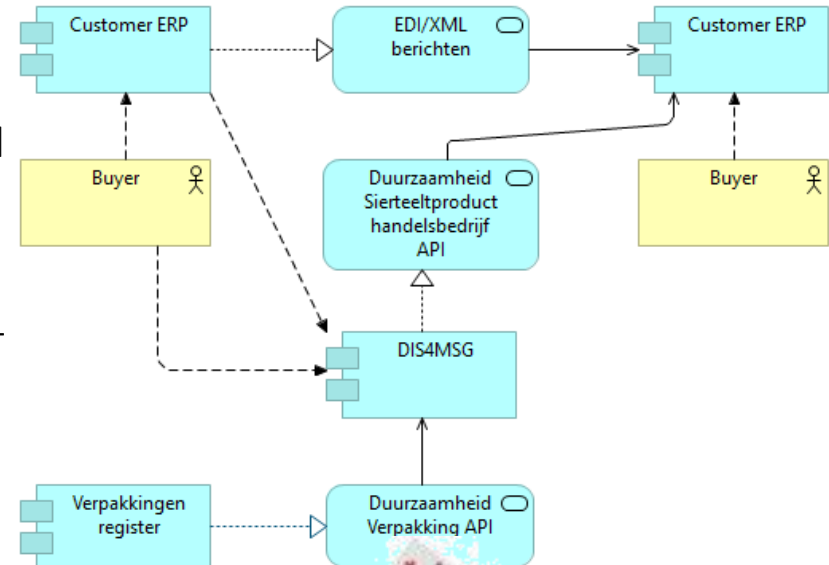 Customer ERP
EDI/XML
berichten
Customer ERP
Buyer
Duurzaamheid
Sierteeltproduct
handelsbedrijf
API
Buyer
DIS4MSG
Verpakkingen
register
Duurzaamheid
Verpakking API